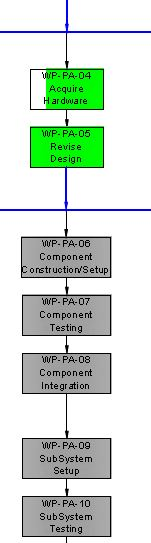 WP-PA-04
Acquire
Hardware
WP-PA-05
Revise
Design
WP-PA-06
Component
Construction/Setup
WP-PA-07
Component
Testing
WP-PA-08
Component
Integration
WP-PA-09
SubSystem
Setup
WP-PA-10
SubSystem
Testing